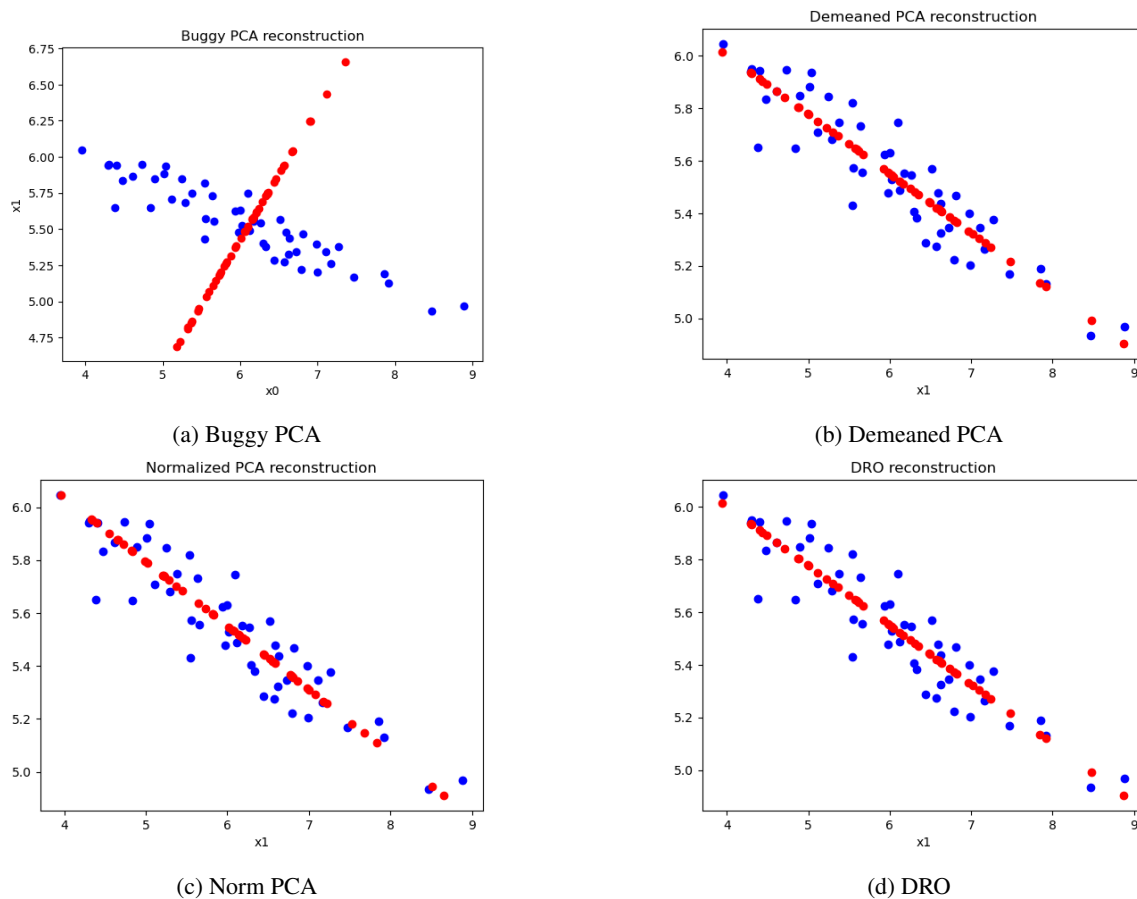 Buggy PCA reconstruction
6.75
6.50
6.25
6.00
5.75
5.50
5.25
5.00
4.75
x1
4 5 6 7 8 9
x0
(a) Buggy PCA
Demeaned PCA reconstruction
6.0
5.8
5.6
5.4
5.2
5.0
4 5 6 7 8 9
x1
(b) Demeaned PCA
Normalized PCA reconstruction
6.0
5.8
5.6
5.4
5.2
5.0
4 5 6 7 8 9
x1
(c) Norm PCA
DRO reconstruction
6.0
5.8
5.6
5.4
5.2
5.0
4 5 6 7 8 9
x1
(d) DRO